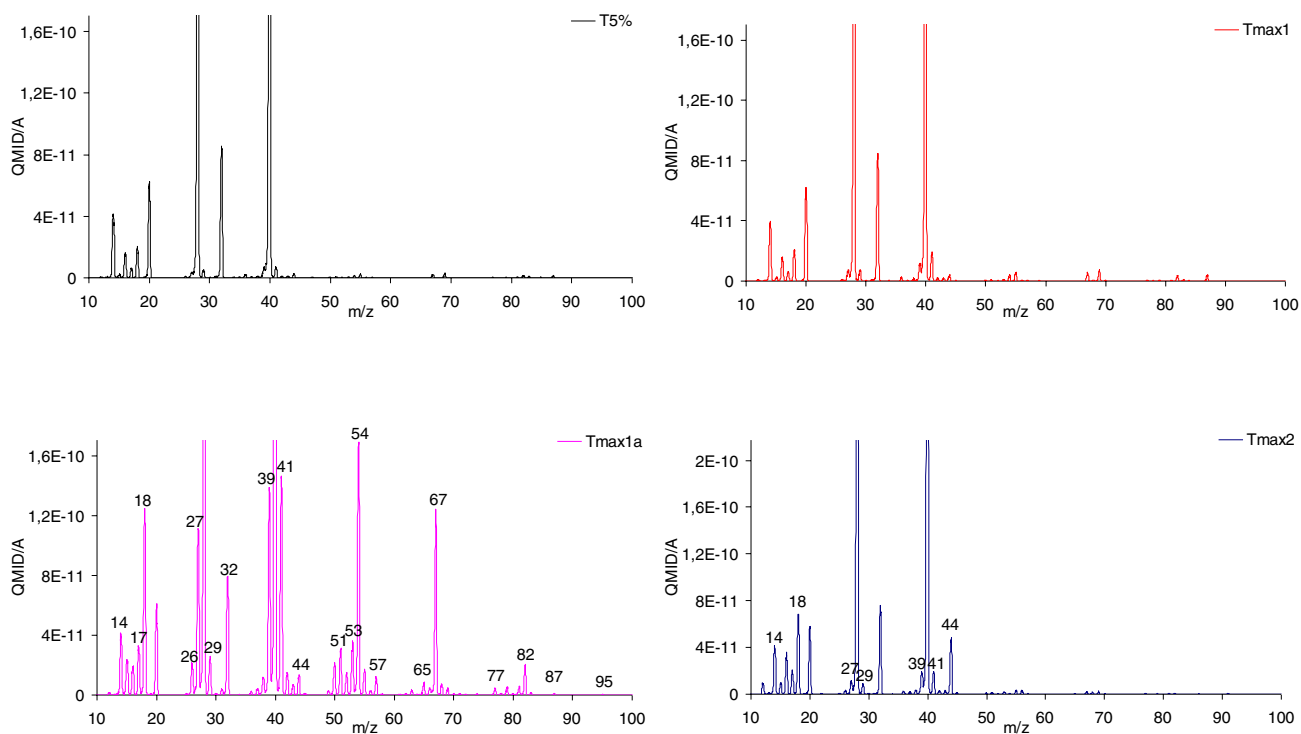 T5%
1,6E-10
1,2E-10
8E-11
4E-11
0
QMID/A
10 20 30 40 50 60 70 80 90 100
m/z
Tmax1
1,6E-10
1,2E-10
8E-11
4E-11
0
QMID/A
10 20 30 40 50 60 70 80 90 100
m/z
Tmax1a
1,6E-10
1,2E-10
8E-11
4E-11
0
QMID/A
14 17 18 26 27 29 32 39 41 44 51 53 54 57 65 67 77 82 87 95
10 20 30 40 50 60 70 80 90 100
m/z
Tmax2
2E-10
1,6E-10
1,2E-10
8E-11
4E-11
0
QMID/A
14 18 27 29 39 41 44
10 20 30 40 50 60 70 80 90 100
m/z